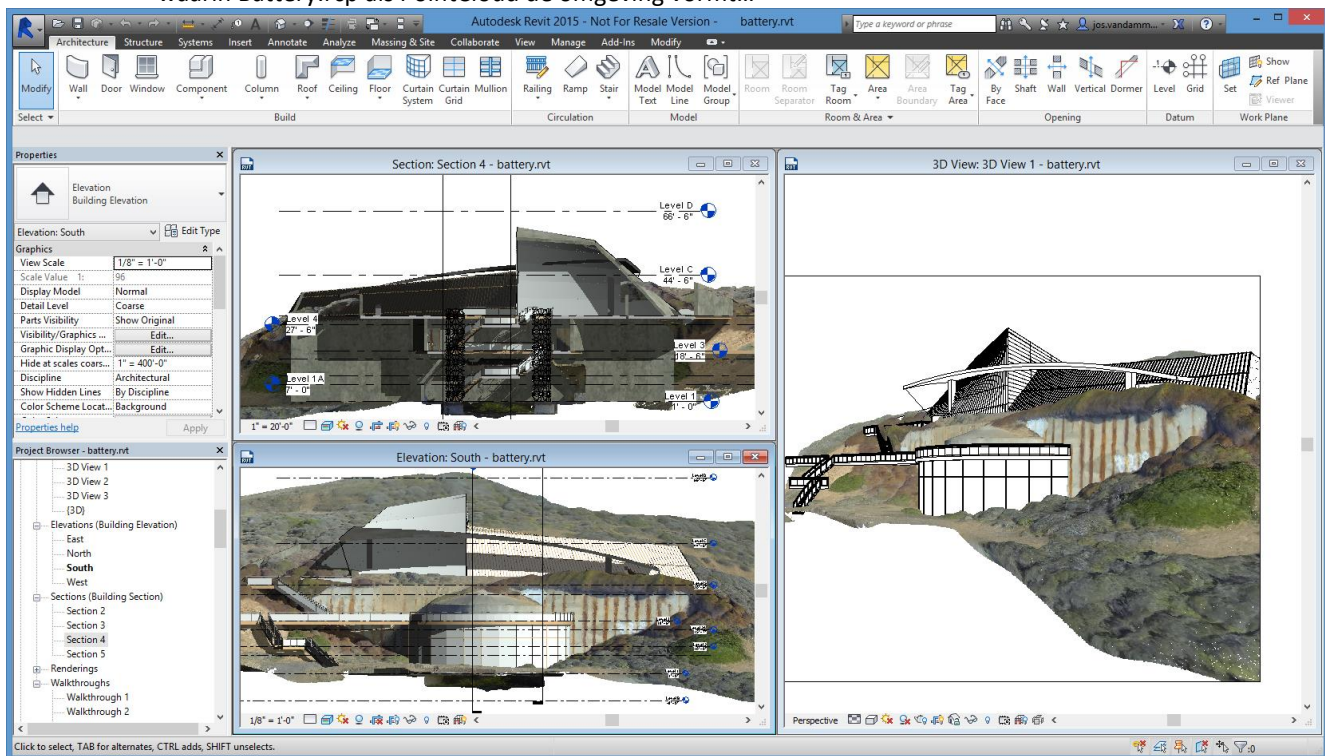 waarin Battery.rcp als Pointcloud de omgeving vormt...
Autodesk Revit 2015 - Not For Resale Version - battery.rvt
Type a keyword or phrase
jos.vandamm...
Architecture Structure Systems Insert Annotate Analyze Massing & Site Collaborate View Manage Add-Ins Modify
Modify Wall Door Window Component Column Roof Ceiling Floor Curtain System Curtain Grid Mullion Railing Ramp Stair Model Text Model Line Model Group Room Room Separator Tag Room Area Area Boundary Tag Area By Face Shaft Wall Vertical Dormer Level Grid Set Show
Ref Plane
Viewer
Select Build Circulation Model Room & Area Opening Datum Work Plane
Properties
Elevation
Building Elevation
Elevation: South Edit Type
Graphics
View Scale 1/8" = 1'-0"
Scale Value 1: 96
Display Model Normal
Detail Level Coarse
Parts Visibility Show Original
Visibility/Graphics ... Edit...
Graphic Display Opt... Edit...
Hide at scales coars... 1" = 400'-0"
Discipline Architectural
Show Hidden Lines By Discipline
Color Scheme Locat... Background
Properties help Apply
Project Browser - battery.rvt
3D View 1
3D View 2
3D View 3
{3D}
Elevations (Building Elevation)
East
North
South
West
Sections (Building Section)
Section 2
Section 3
Section 4
Section 5
Renderings
Walkthroughs
Walkthrough 1
Walkthrough 2
Section: Section 4 - battery.rvt
Level D
66' - 6"
Level C
44' - 6"
Level 4
27' - 6"
Level 3
18' - 6"
Level 1 A
7' - 0"
Level 1
1' - 0"
1" = 20'-0"
Elevation: South - battery.rvt
1/8" = 1'-0"
3D View: 3D View 1 - battery.rvt
Perspective
Click to select, TAB for alternates, CTRL adds, SHIFT unselects.
:0